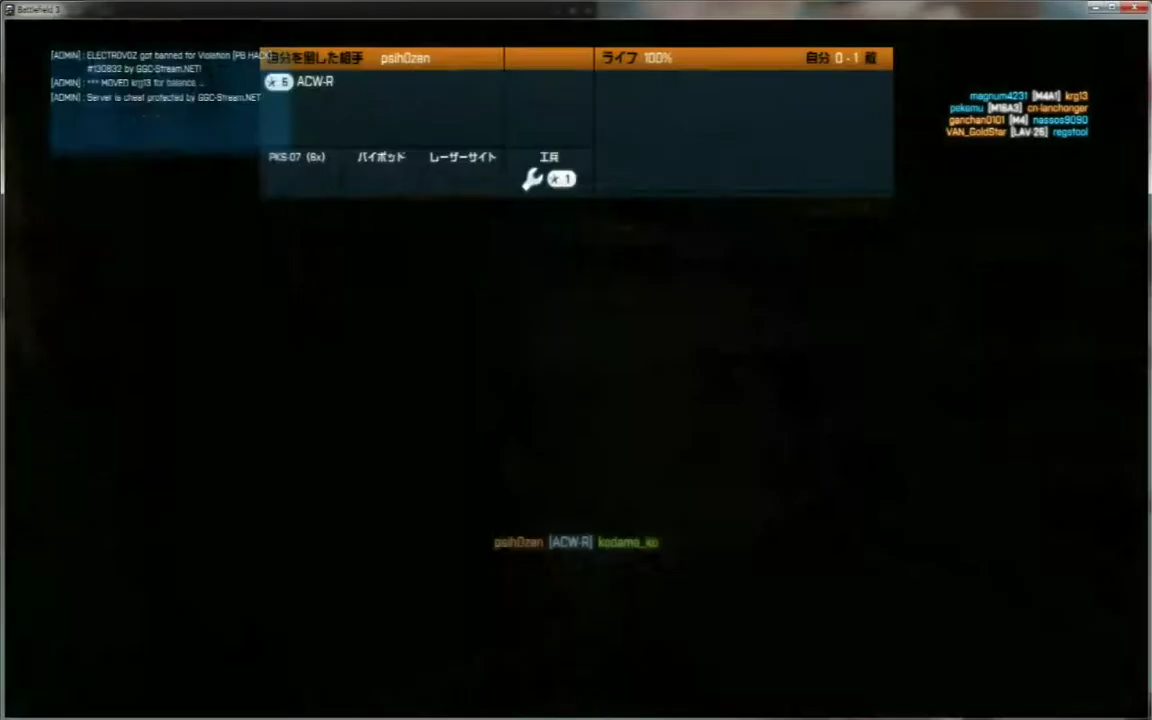 Battlefield 3
[ADMIN] : ELECTROVOZ got banned for Violation (PB HACK
#130832 by GGC-Stream.NET!
[ADMIN] : *** MOVED krg13 for balance ...
[ADMIN] : Server is cheat protected by GGC-Stream.NET
自分を倒した相手 psih0zen
ライフ 100%
自分 0 - 1 敵
★ 6 ACW-R
PKS-07 (6x) バイポッド レーザーサイト 工兵
★ 1
magnum4231 [M4A1] krg13
pekomu [M16A3] cn-lanchonger
ganchan0101 [M4] nassos9090
VAN_GoldStar [LAV-25] regstool
psih0zen [ACW-R] kodama_ko